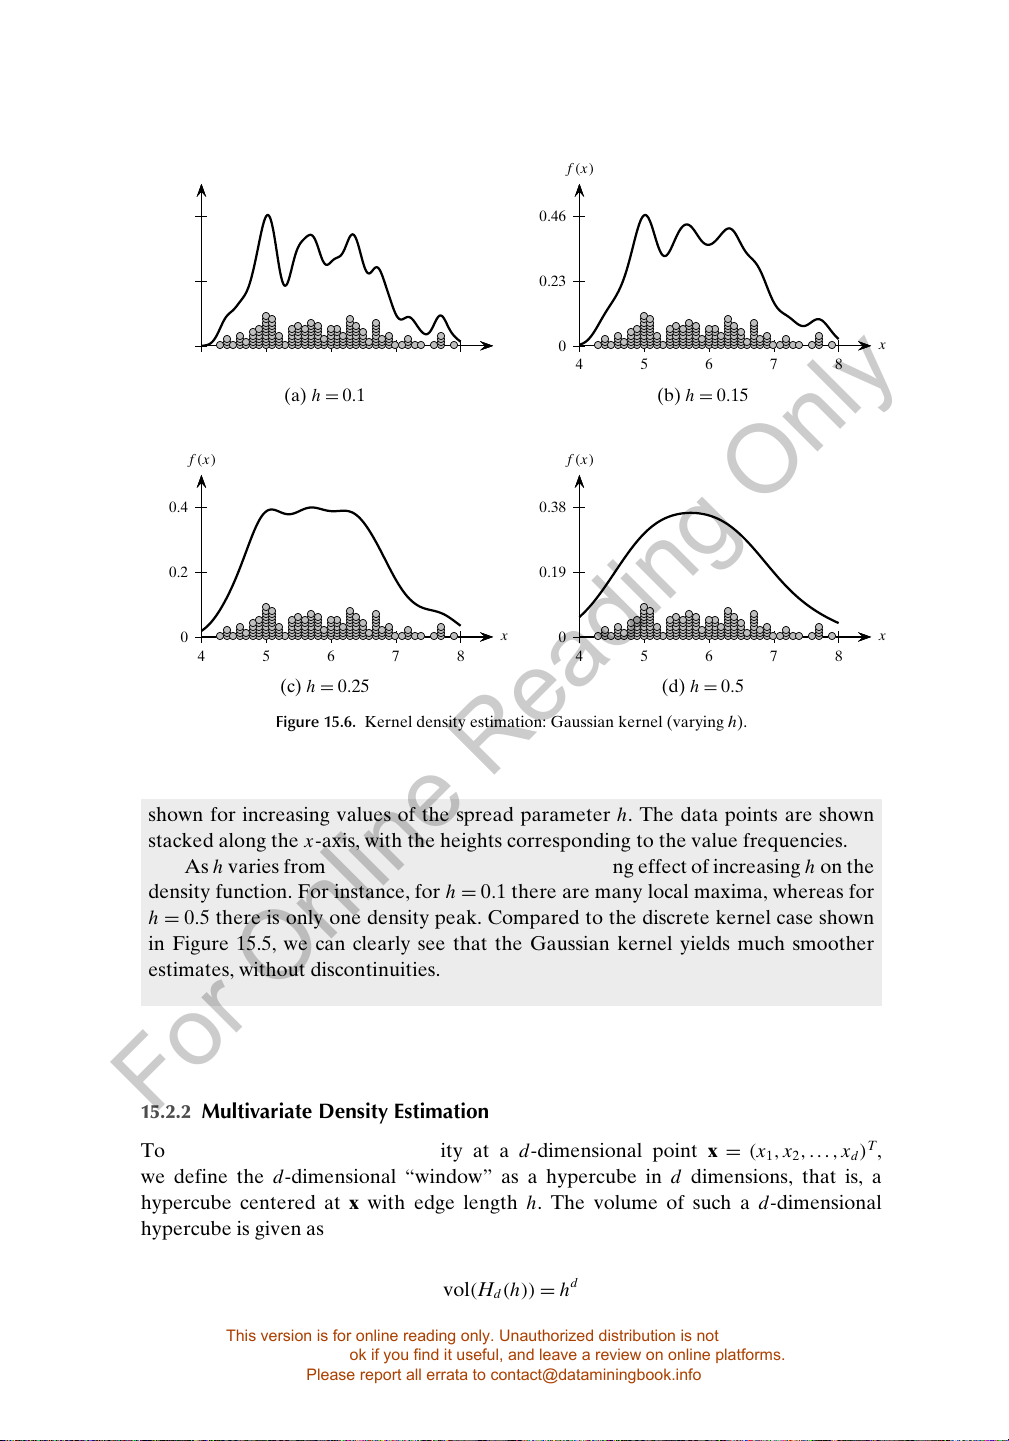 f(x)
0.46
0.23
0
4 5 6 7 8
x
(a) h = 0.1
(b) h = 0.15
f(x)
0.4
0.2
0
4 5 6 7 8
x
f(x)
0.38
0.19
0
4 5 6 7 8
x
(c) h = 0.25
(d) h = 0.5
Figure 15.6. Kernel density estimation: Gaussian kernel (varying h).
shown for increasing values of the spread parameter h. The data points are shown
stacked along the x-axis, with the heights corresponding to the value frequencies.
As h varies from ng effect of increasing h on the
density function. For instance, for h = 0.1 there are many local maxima, whereas for
h = 0.5 there is only one density peak. Compared to the discrete kernel case shown
in Figure 15.5, we can clearly see that the Gaussian kernel yields much smoother
estimates, without discontinuities.
15.2.2 Multivariate Density Estimation
To ity at a d-dimensional point x = (x₁, x₂, . . . , x_d)ᵀ,
we define the d-dimensional “window” as a hypercube in d dimensions, that is, a
hypercube centered at x with edge length h. The volume of such a d-dimensional
hypercube is given as
vol(H_d(h)) = h^d
This version is for online reading only. Unauthorized distribution is not
ok if you find it useful, and leave a review on online platforms.
Please report all errata to contact@dataminingbook.info
For Online Reading Only